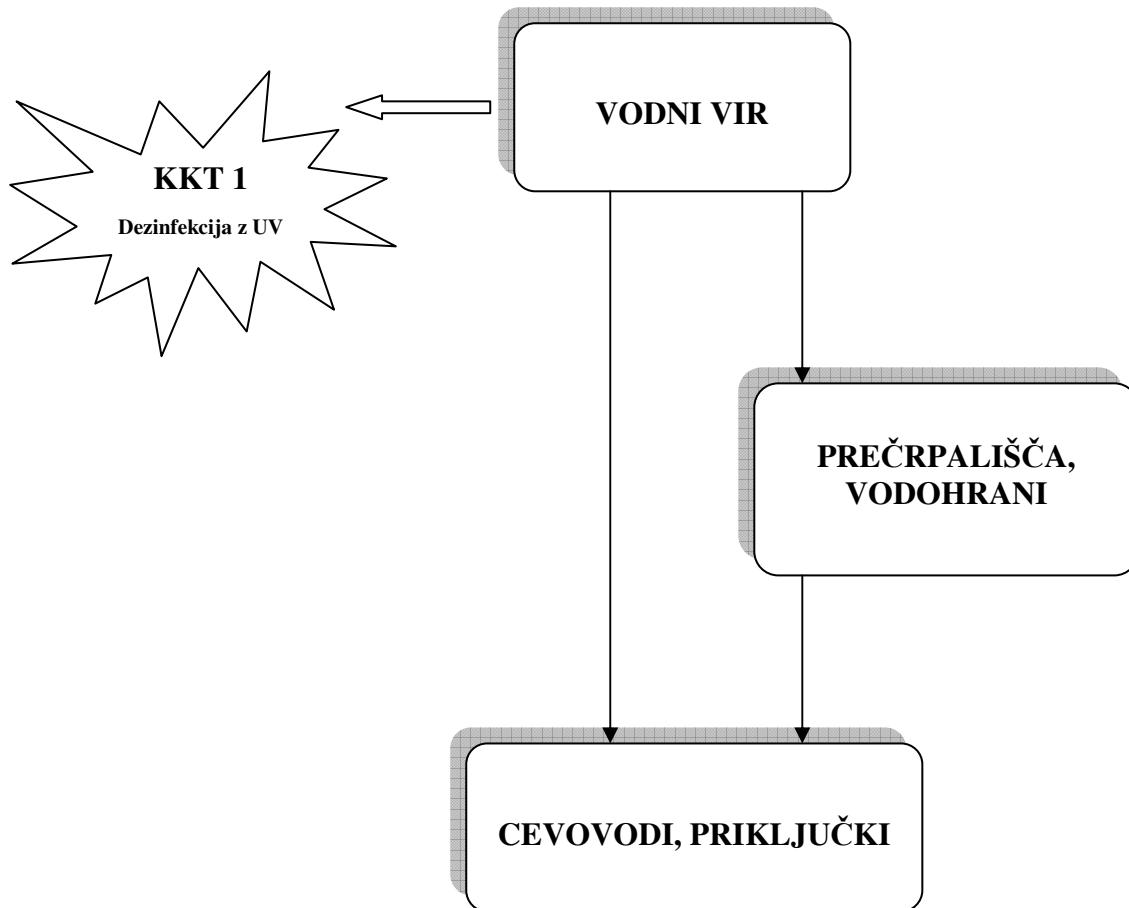 VODNI VIR
KKT 1
Dezinfekcija z UV
PREČRPALIŠČA,
VODOHRANI
CEVOVODI, PRIKLJUČKI